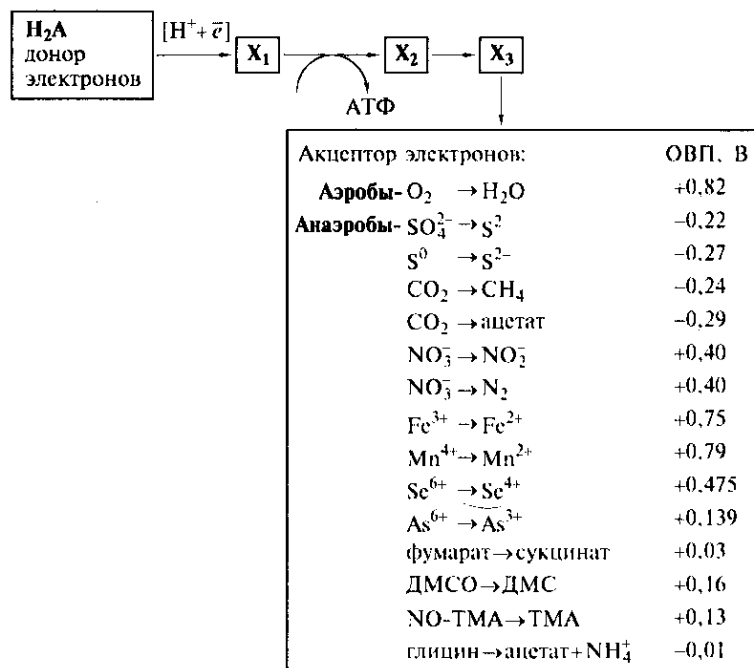 H₂A
донор
электронов
[H⁺ + e̅]
X₁
X₂
X₃
АТФ
Акцептор электронов: ОВП, В
Аэробы- O₂ → H₂O +0,82
Анаэробы- SO₄²⁻ → S² −0,22
S⁰ → S²⁻ −0,27
CO₂ → CH₄ −0,24
CO₂ → ацетат −0,29
NO₃⁻ → NO₂⁻ +0,40
NO₃⁻ → N₂ +0,40
Fe³⁺ → Fe²⁺ +0,75
Mn⁴⁺ → Mn²⁺ +0,79
Se⁶⁺ → Se⁴⁺ +0,475
As⁶⁺ → As³⁺ +0,139
фумарат → сукцинат +0,03
ДМСО → ДМС +0,16
NO-ТМА → ТМА +0,13
глицин → ацетат + NH₄⁺ −0,01